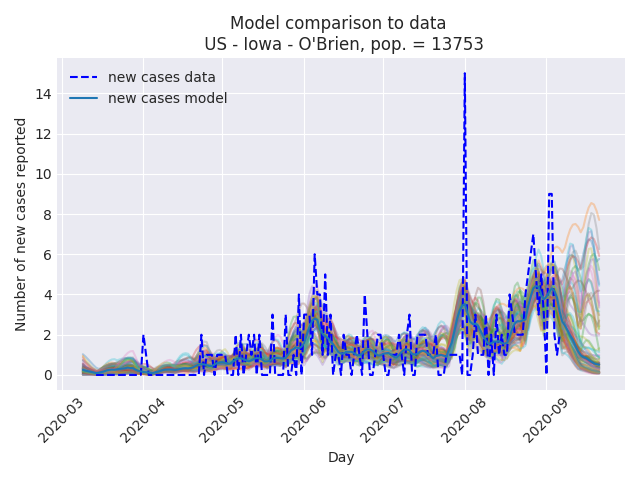 Model comparison to data
US - Iowa - O'Brien, pop. = 13753
new cases data
new cases model
Number of new cases reported
14
12
10
8
6
4
2
0
2020-03
2020-04
2020-05
2020-06
2020-07
2020-08
2020-09
Day